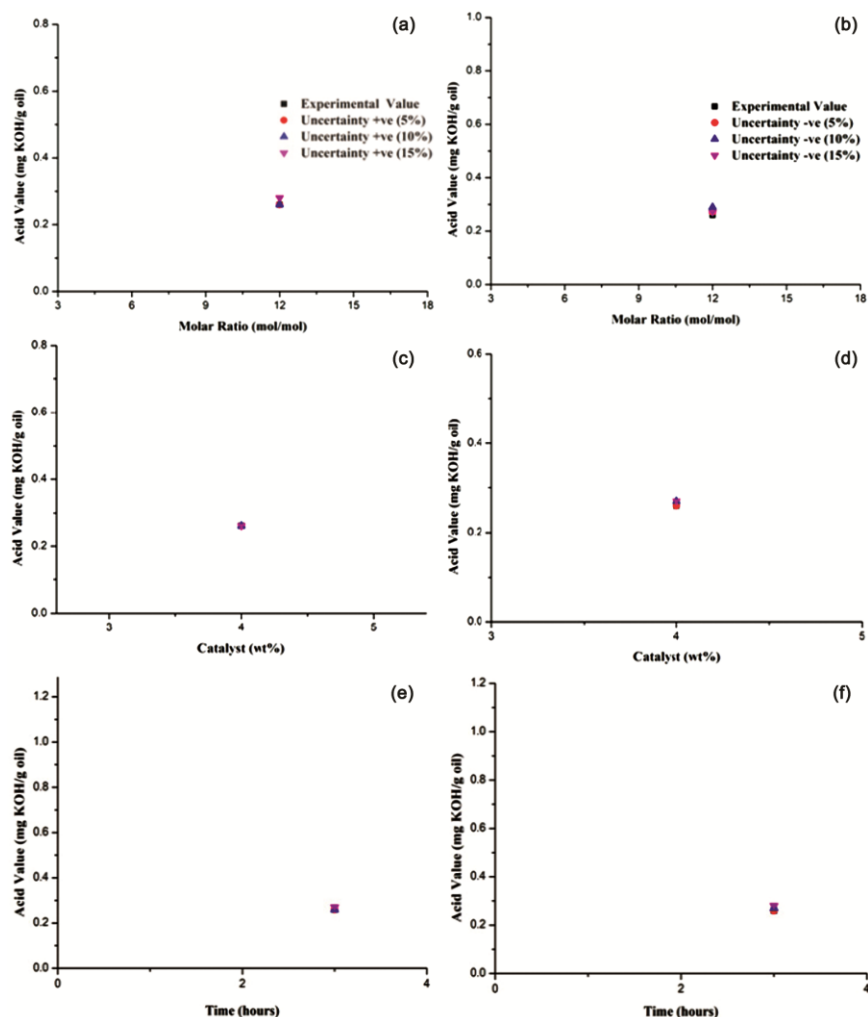 (a)
0.8
0.6
0.4
0.2
0.0
Acid Value (mg KOH/g oil)
Experimental Value
Uncertainty +ve (5%)
Uncertainty +ve (10%)
Uncertainty +ve (15%)
3 6 9 12 15 18
Molar Ratio (mol/mol)
(b)
1.0
0.8
0.6
0.4
0.2
0.0
Acid Value (mg KOH/g oil)
Experimental Value
Uncertainty -ve (5%)
Uncertainty -ve (10%)
Uncertainty -ve (15%)
3 6 9 12 15 18
Molar Ratio (mol/mol)
(c)
0.8
0.6
0.4
0.2
0.0
Acid Value (mg KOH/g oil)
3 4 5
Catalyst (wt%)
(d)
0.6
0.4
0.2
0.0
Acid Value (mg KOH/g oil)
3 4 5
Catalyst (wt%)
(e)
1.2
1.0
0.8
0.6
0.4
0.2
0.0
Acid Value (mg KOH/g oil)
0 2 4
Time (hours)
(f)
1.2
1.0
0.8
0.6
0.4
0.2
0.0
Acid Value (mg KOH/g oil)
0 2 4
Time (hours)